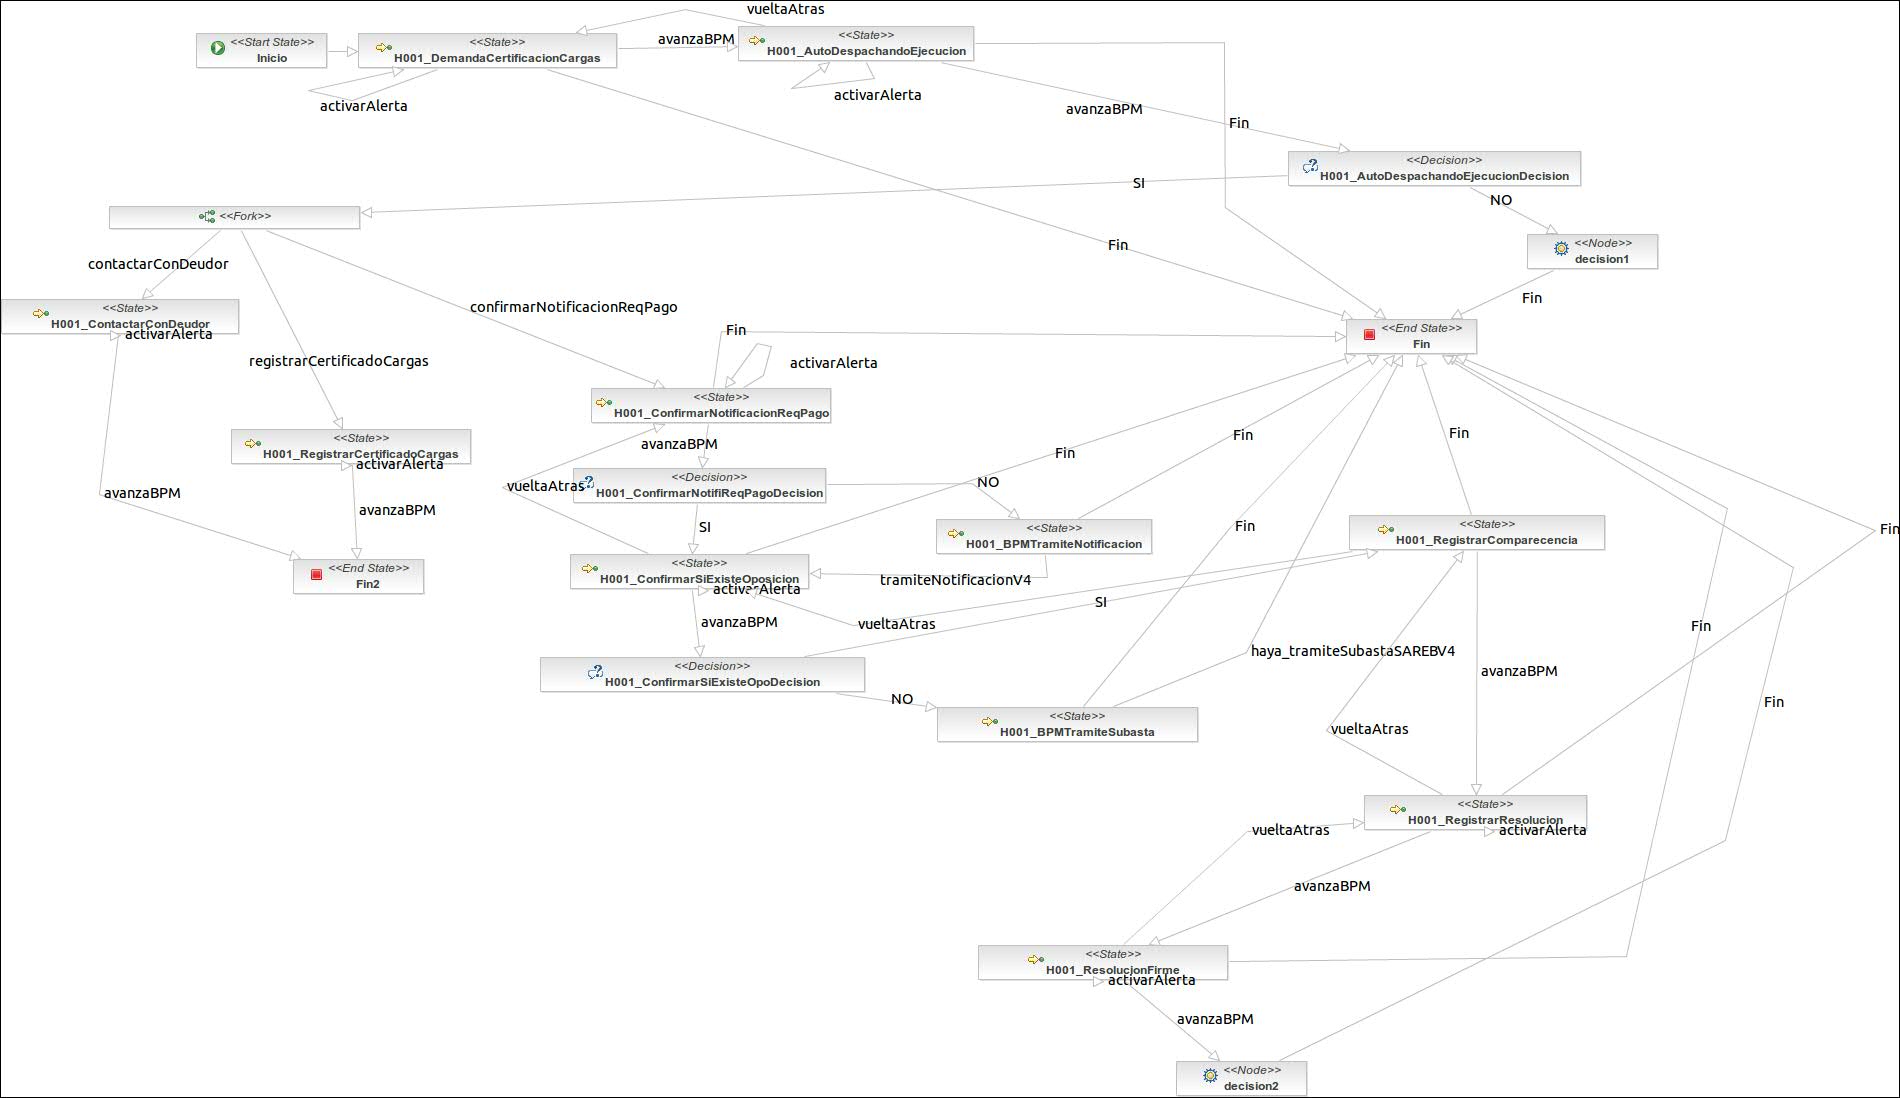 vueltaAtras
<<Start State>>
Inicio
<<State>>
H001_DemandaCertificacionCargas
avanzaBPM
<<State>>
H001_AutoDespachandoEjecucion
activarAlerta
activarAlerta
avanzaBPM
Fin
<<Decision>>
H001_AutoDespachandoEjecucionDecision
SI
NO
<<Fork>>
Fin
<<Node>>
decision1
contactarConDeudor
Fin
<<State>>
H001_ContactarConDeudor
activarAlerta
confirmarNotificacionReqPago
Fin
<<End State>>
Fin
registrarCertificadoCargas
activarAlerta
<<State>>
H001_ConfirmarNotificacionReqPago
<<State>>
H001_RegistrarCertificadoCargas
activarAlerta
avanzaBPM
Fin
Fin
Fin
<<Decision>>
H001_ConfirmarNotifiReqPagoDecision
vueltaAtras
NO
avanzaBPM
avanzaBPM
SI
<<State>>
H001_BPMTramiteNotificacion
Fin
<<State>>
H001_RegistrarComparecencia
Fin
<<End State>>
Fin2
<<State>>
H001_ConfirmarSiExisteOposicion
activarAlerta
tramiteNotificacionV4
SI
avanzaBPM
vueltaAtras
Fin
haya_tramiteSubastaSAREBV4
<<Decision>>
H001_ConfirmarSiExisteOpoDecision
avanzaBPM
NO
Fin
<<State>>
H001_BPMTramiteSubasta
vueltaAtras
<<State>>
H001_RegistrarResolucion
activarAlerta
vueltaAtras
avanzaBPM
<<State>>
H001_ResolucionFirme
activarAlerta
avanzaBPM
<<Node>>
decision2